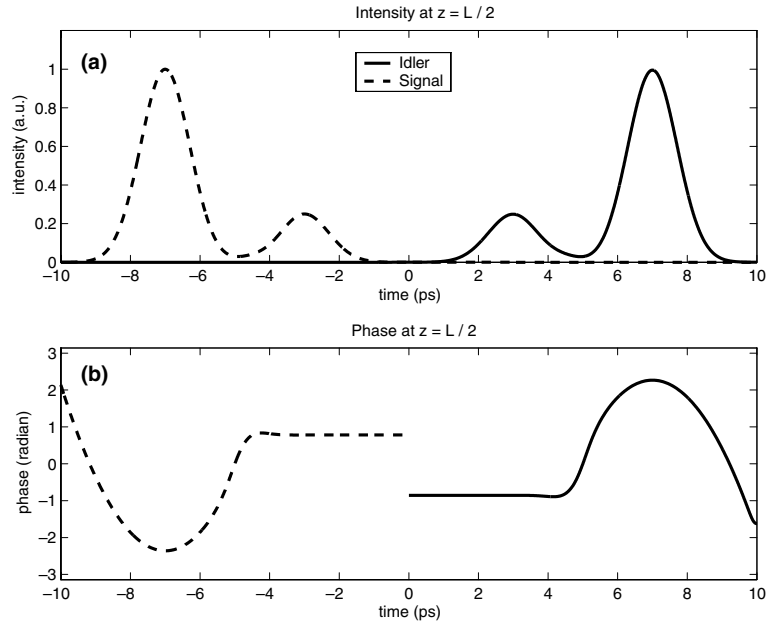 Intensity at z = L / 2
(a)
Idler
Signal
intensity (a.u.)
1
0.8
0.6
0.4
0.2
0
−10 −8 −6 −4 −2 0 2 4 6 8 10
time (ps)
Phase at z = L / 2
(b)
phase (radian)
3
2
1
0
−1
−2
−3
−10 −8 −6 −4 −2 0 2 4 6 8 10
time (ps)